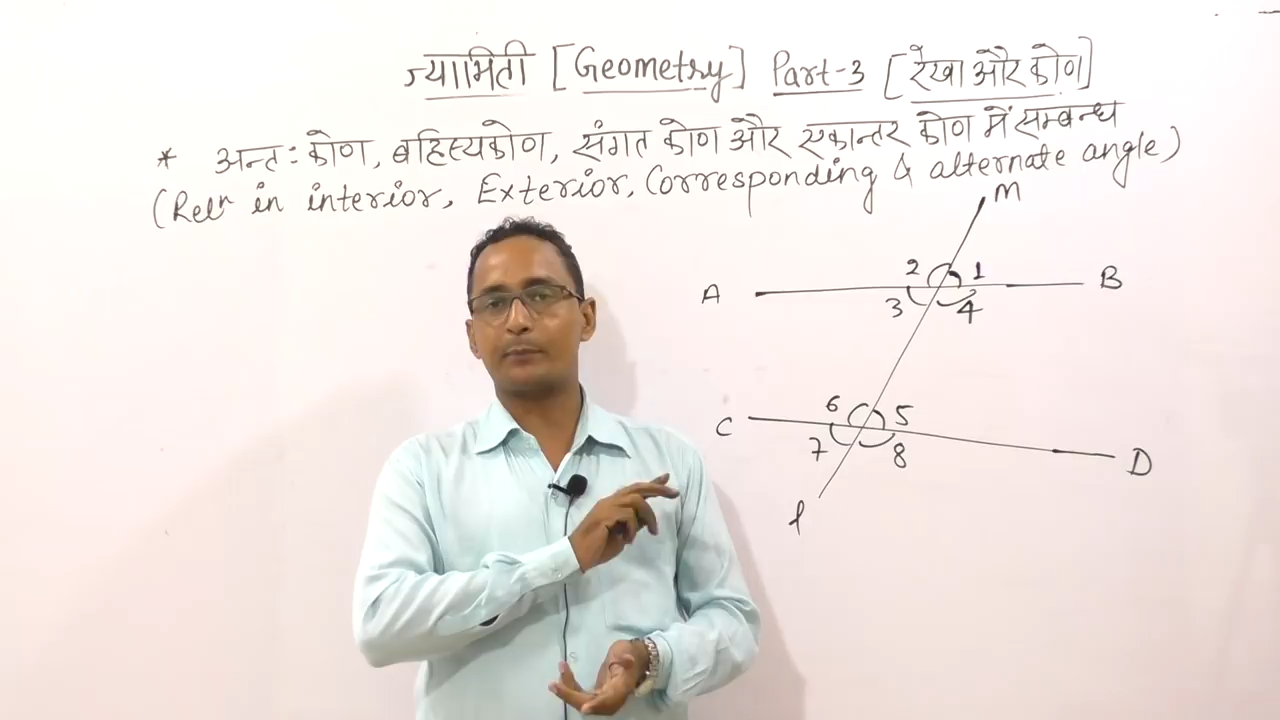 ज्यामिती [Geometry] Part-3 [रेखा और कोण]
* अन्तः कोण, बहिस्यकोण, संगत कोण और एकान्तर कोण में सम्बन्ध
(Relⁿ in interior, Exterior, Corresponding & alternate angle)
M
2 1
A B
3 4
6 5
C D
7 8
l